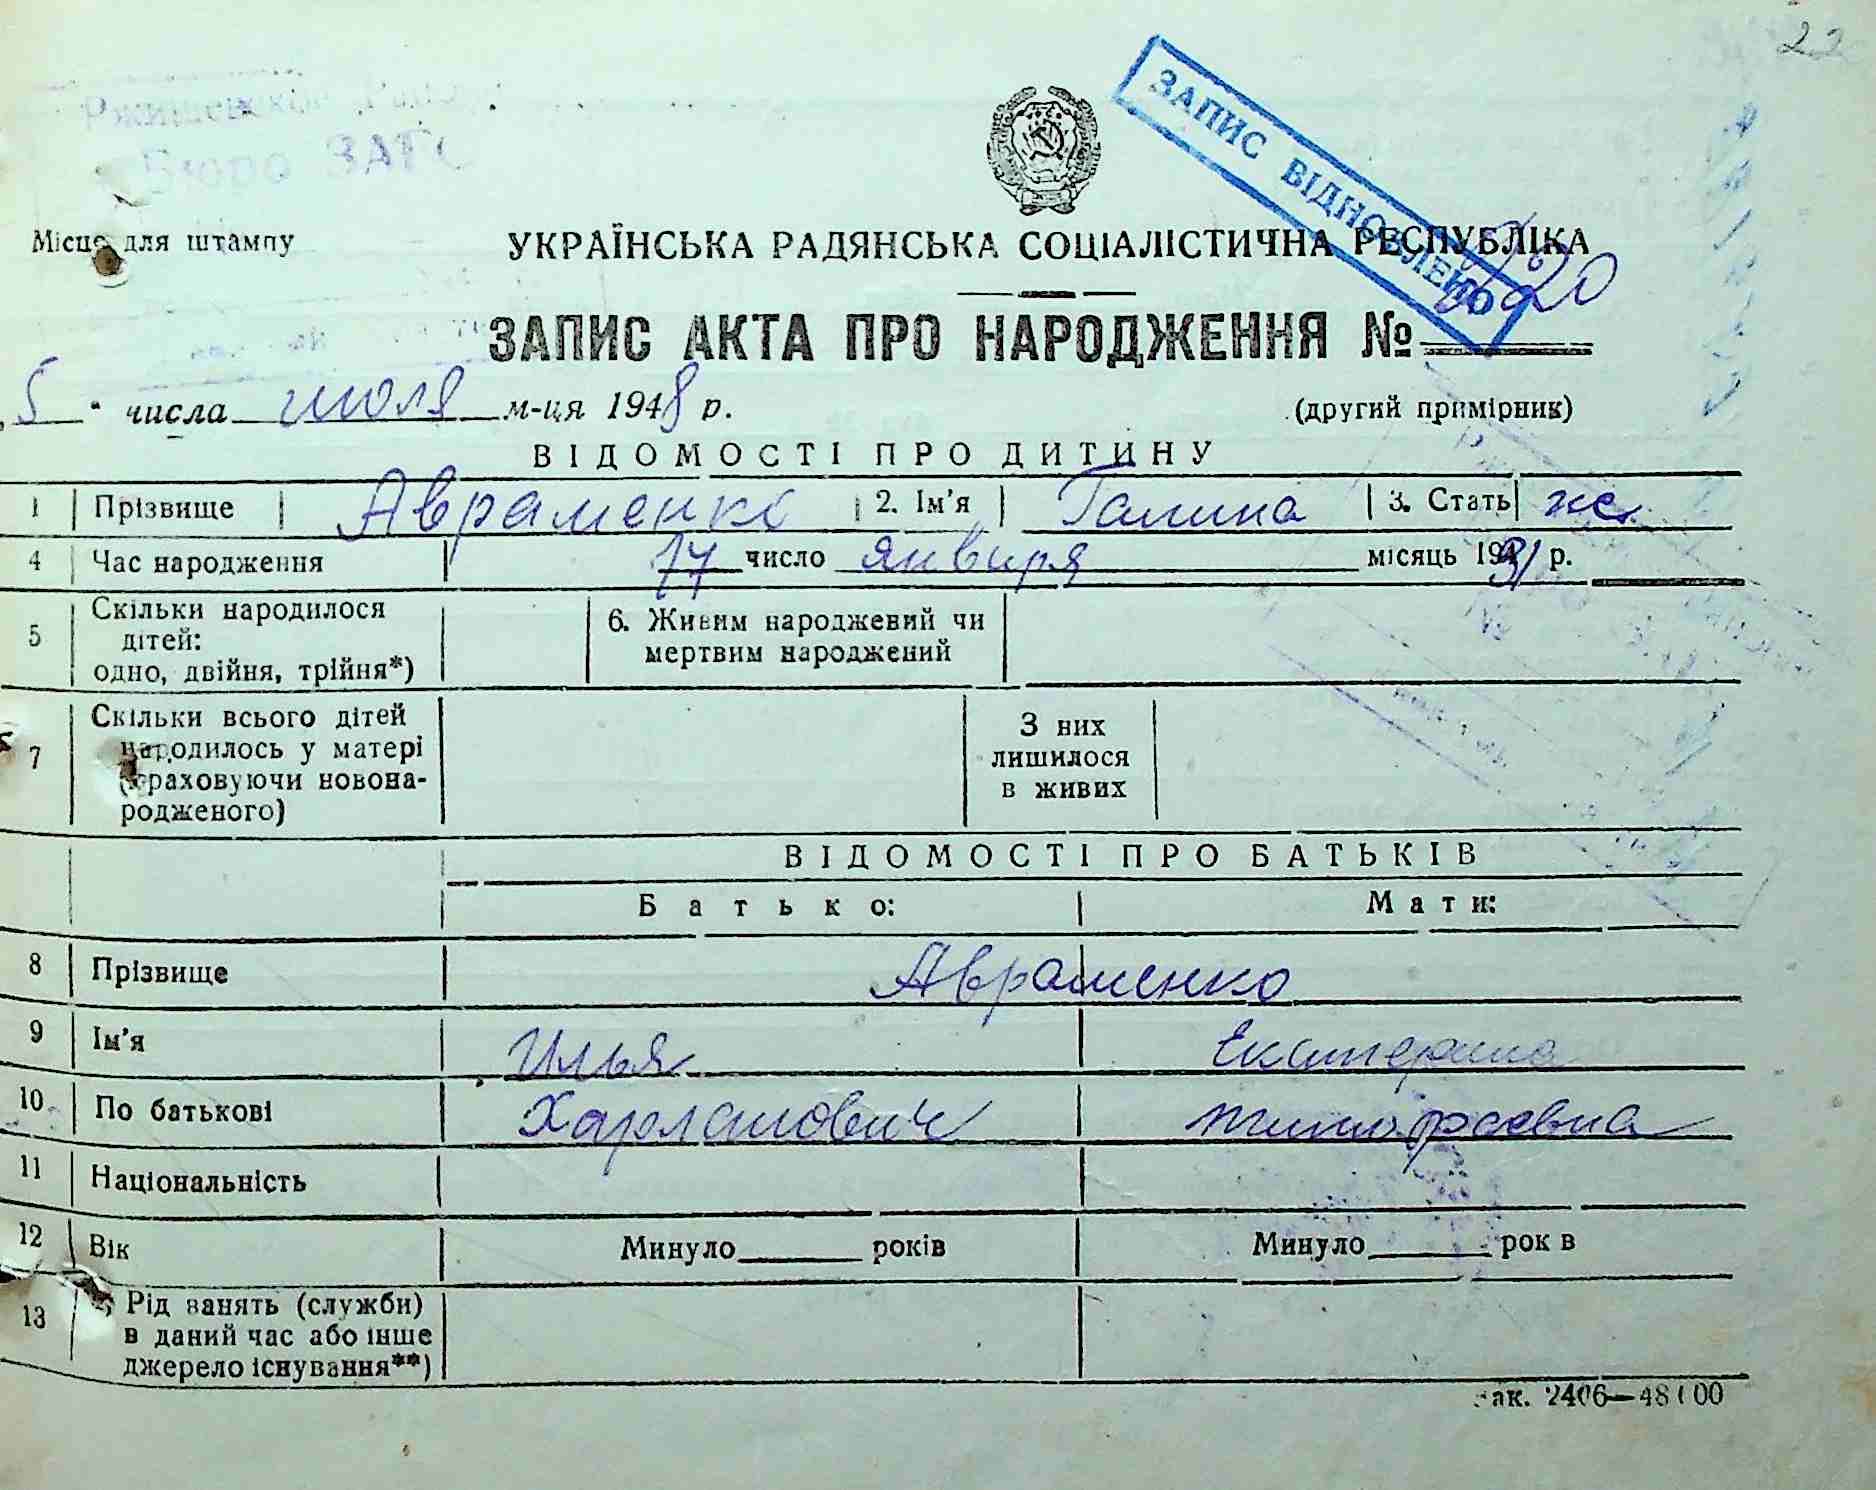 22
Бюро ЗАГС
ЗАПИС ВІДНОВЛЕНО
Місце для штампу
УКРАЇНСЬКА РАДЯНСЬКА СОЦІАЛІСТИЧНА РЕСПУБЛІКА
ЗАПИС АКТА ПРО НАРОДЖЕННЯ №
„5“ числа июля м-ця 1948 р. (другий примірник)
ВІДОМОСТІ ПРО ДИТИНУ
1 Прізвище Авраменко 2. Ім'я Галина 3. Стать ж.
4 Час народження 17 число января місяць 1931 р.
5 Скільки народилося дітей: одно, двійня, трійня*) 6. Живим народжений чи мертвим народжений
7 Скільки всього дітей народилось у матері (враховуючи новонародженого) З них лишилося в живих
ВІДОМОСТІ ПРО БАТЬКІВ
Батько: Мати:
8 Прізвище Авраменко
9 Ім'я Илья Екатерина
10 По батькові Харлампович Тимофеевна
11 Національність
12 Вік Минуло років Минуло рок в
13 Рід занять (служби) в даний час або інше джерело існування**)
Зак. 2406—48